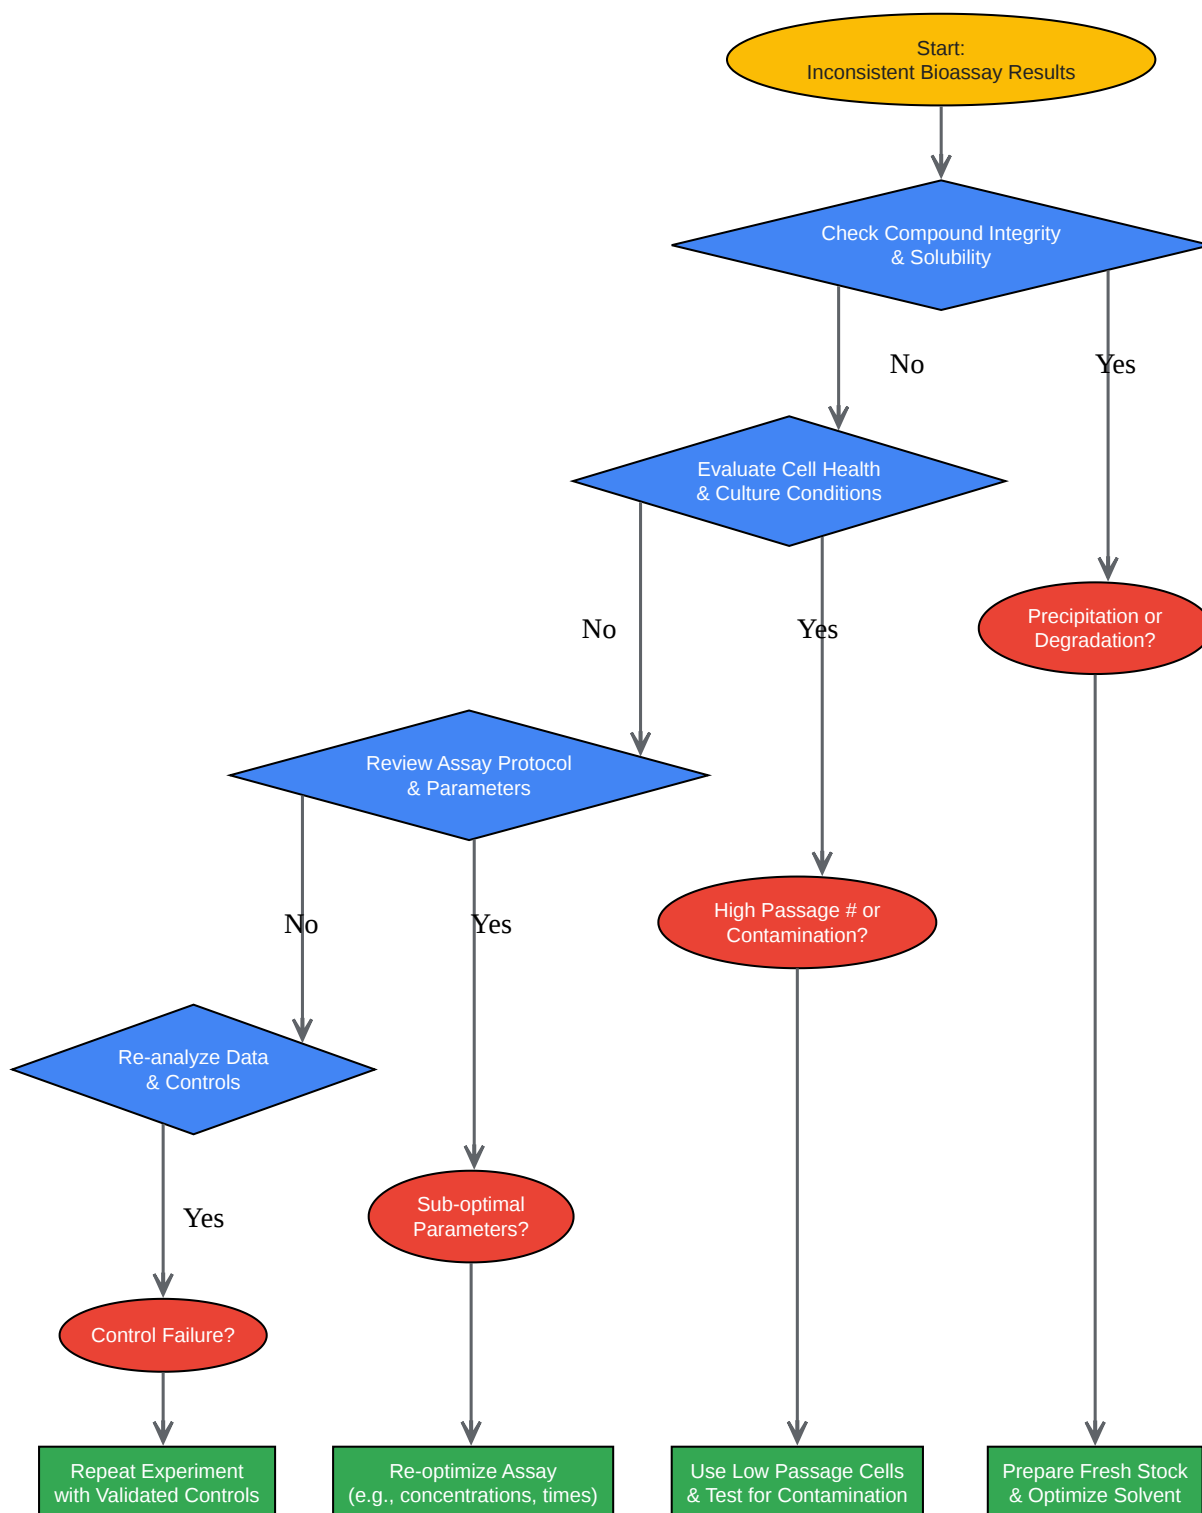 Start:
Inconsistent Bioassay Results
Check Compound Integrity
& Solubility
No
Yes
Evaluate Cell Health
& Culture Conditions
No
Yes
Precipitation or
Degradation?
Review Assay Protocol
& Parameters
No
Yes
High Passage # or
Contamination?
Re-analyze Data
& Controls
Yes
Sub-optimal
Parameters?
Control Failure?
Repeat Experiment
with Validated Controls
Re-optimize Assay
(e.g., concentrations, times)
Use Low Passage Cells
& Test for Contamination
Prepare Fresh Stock
& Optimize Solvent